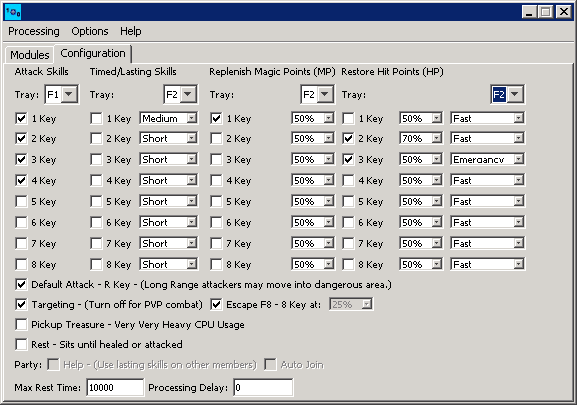 Processing Options Help
Modules Configuration
Attack Skills Timed/Lasting Skills Replenish Magic Points (MP) Restore Hit Points (HP)
Tray: F1 Tray: F2 Tray: F2 Tray: F2
1 Key 1 Key Medium 1 Key 50% 1 Key 50% Fast
2 Key 2 Key Short 2 Key 50% 2 Key 70% Fast
3 Key 3 Key Short 3 Key 50% 3 Key 50% Emergancy
4 Key 4 Key Short 4 Key 50% 4 Key 50% Fast
5 Key 5 Key Short 5 Key 50% 5 Key 50% Fast
6 Key 6 Key Short 6 Key 50% 6 Key 50% Fast
7 Key 7 Key Short 7 Key 50% 7 Key 50% Fast
8 Key 8 Key Short 8 Key 50% 8 Key 50% Fast
Default Attack - R Key - (Long Range attackers may move into dangerous area.)
Targeting - (Turn off for PVP combat) Escape F8 - 8 Key at: 25%
Pickup Treasure - Very Very Heavy CPU Usage
Rest - Sits until healed or attacked
Party: Help - (Use lasting skills on other members) Auto Join
Max Rest Time: 10000 Processing Delay: 0